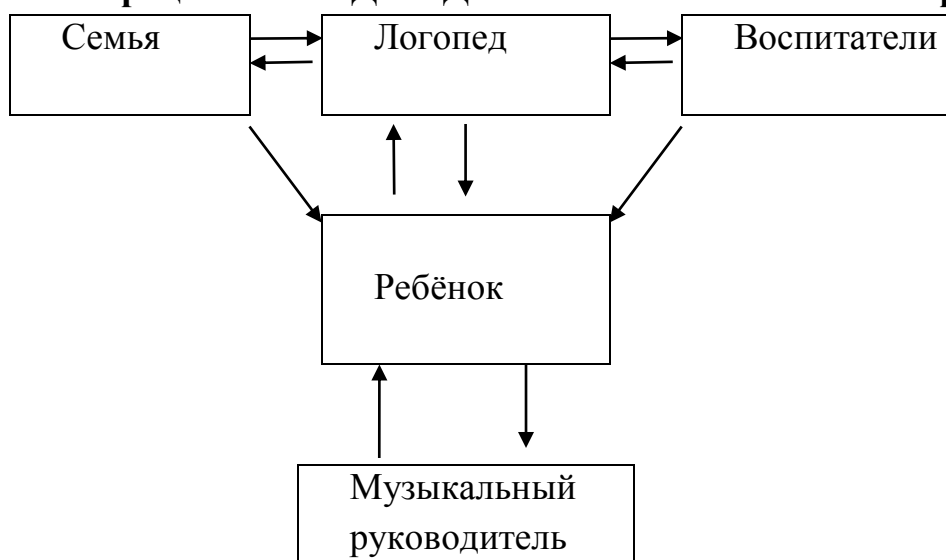 Семья
Логопед
Воспитатели
Ребёнок
Музыкальный
руководитель